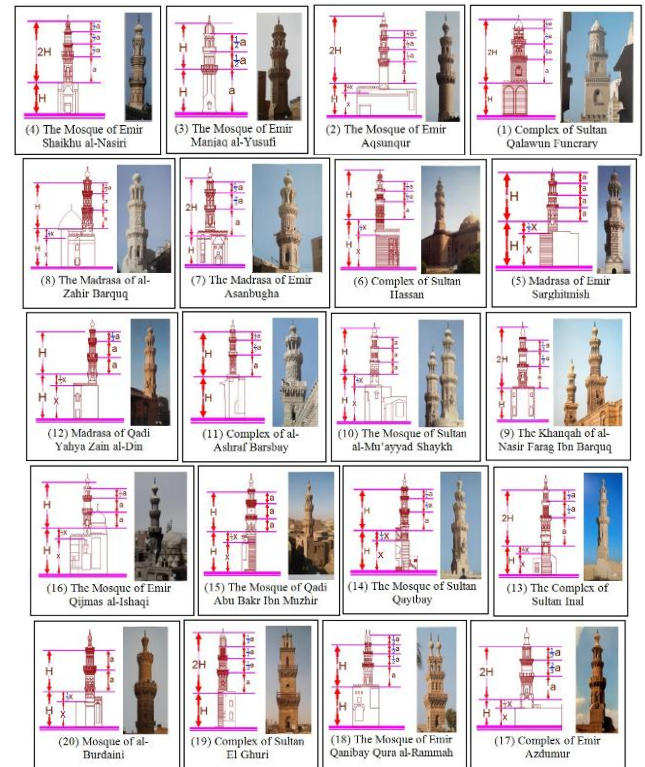 (4) The Mosque of Emir
Shaikhu al-Nasiri
(3) The Mosque of Emir
Manjaq al-Yusufi
(2) The Mosque of Emir
Aqsunqur
(1) Complex of Sultan
Qalawun Funcrary
(8) The Madrasa of al-
Zahir Barquq
(7) The Madrasa of Emir
Asanbugha
(6) Complex of Sultan
Hassan
(5) Madrasa of Emir
Sarghitmish
(12) Madrasa of Qadi
Yahya Zain al-Din
(11) Complex of al-
Ashraf Barsbay
(10) The Mosque of Sultan
al-Mu'ayyad Shaykh
(9) The Khanqah of al-
Nasir Farag Ibn Barquq
(16) The Mosque of Emir
Qijmas al-Ishaqi
(15) The Mosque of Qadi
Abu Bakr Ibn Muzhir
(14) The Mosque of Sultan
Qaytbay
(13) The Complex of
Sultan Inal
(20) Mosque of al-
Burdaini
(19) Complex of Sultan
El Ghuri
(18) The Mosque of Emir
Qanibay Qura al-Rammah
(17) Complex of Emir
Azdumur